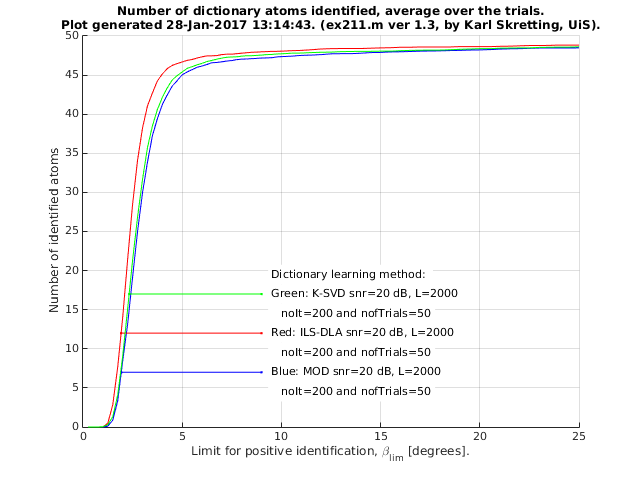 Number of dictionary atoms identified, average over the trials.
Plot generated 28-Jan-2017 13:14:43. (ex211.m ver 1.3, by Karl Skretting, UiS).
50
45
40
35
30
25
20
15
10
5
0
Number of identified atoms
Dictionary learning method:
Green: K-SVD snr=20 dB, L=2000
noIt=200 and nofTrials=50
Red: ILS-DLA snr=20 dB, L=2000
noIt=200 and nofTrials=50
Blue: MOD snr=20 dB, L=2000
noIt=200 and nofTrials=50
0 5 10 15 20 25
Limit for positive identification, β_lim [degrees].